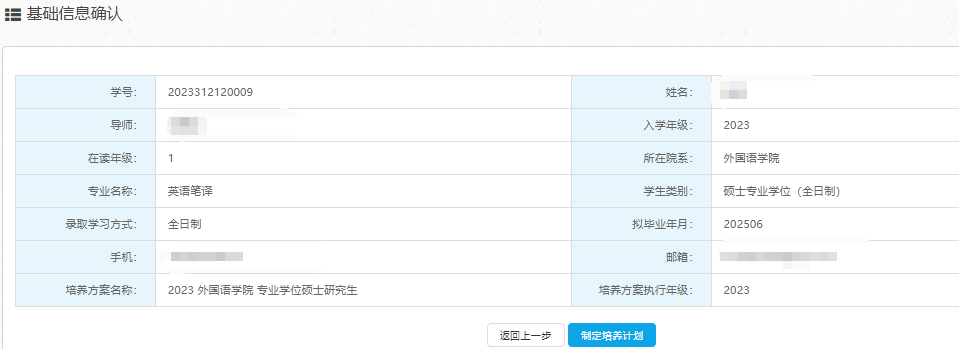 基础信息确认
学号: 2023312120009 姓名:
导师: 入学年级: 2023
在读年级: 1 所在院系: 外国语学院
专业名称: 英语笔译 学生类别: 硕士专业学位（全日制）
录取学习方式: 全日制 拟毕业年月: 202506
手机: 邮箱:
培养方案名称: 2023 外国语学院 专业学位硕士研究生 培养方案执行年级: 2023
返回上一步 制定培养计划